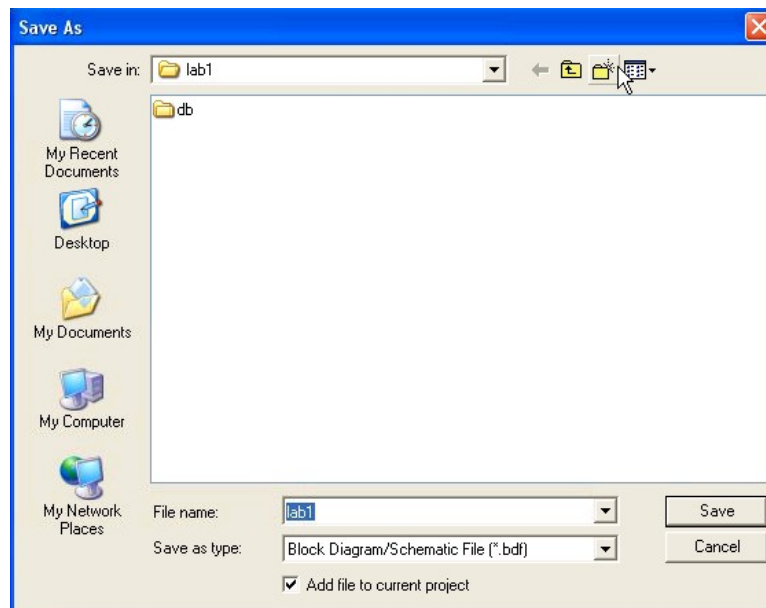 Save As
Save in:
lab1
db
My Recent
Documents
Desktop
My Documents
My Computer
My Network
Places
File name:
lab1
Save
Save as type:
Block Diagram/Schematic File (*.bdf)
Cancel
Add file to current project